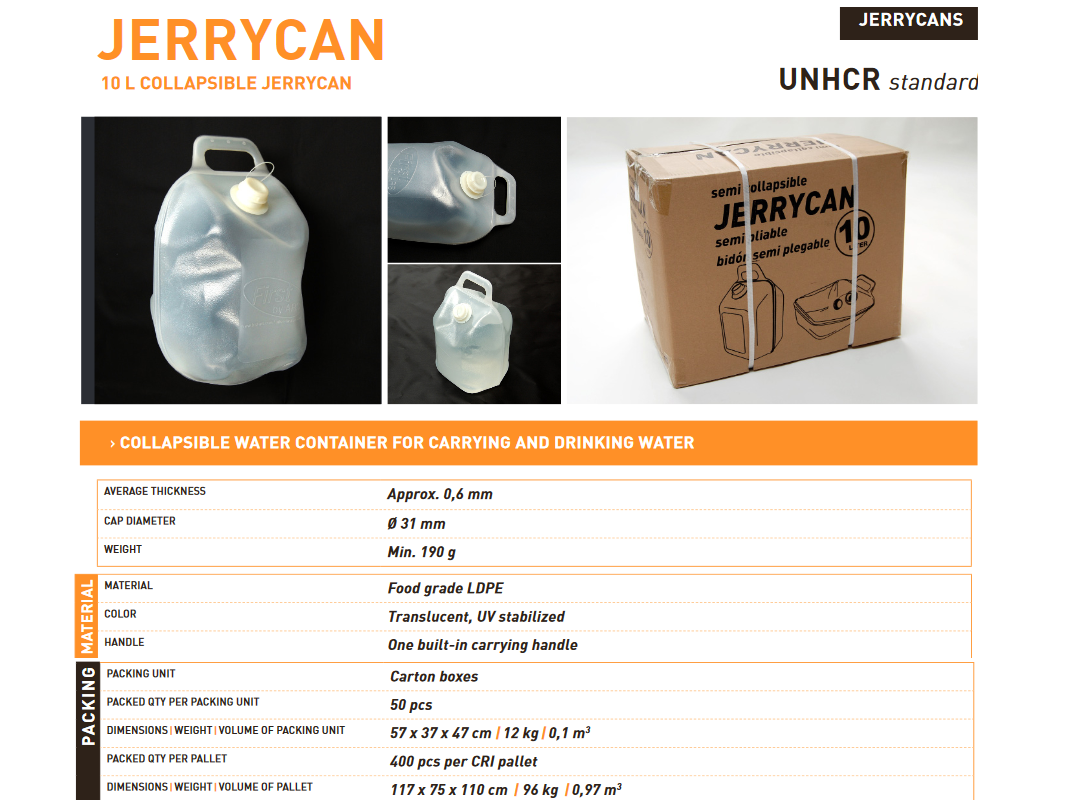 JERRYCAN
10 L COLLAPSIBLE JERRYCAN
JERRYCANS
UNHCR standard
semi collapsible
JERRYCAN
semi pliable
bidón semi plegable
10
LITER
› COLLAPSIBLE WATER CONTAINER FOR CARRYING AND DRINKING WATER
AVERAGE THICKNESS Approx. 0,6 mm
CAP DIAMETER Ø 31 mm
WEIGHT Min. 190 g
MATERIAL
MATERIAL Food grade LDPE
COLOR Translucent, UV stabilized
HANDLE One built-in carrying handle
PACKING
PACKING UNIT Carton boxes
PACKED QTY PER PACKING UNIT 50 pcs
DIMENSIONS | WEIGHT | VOLUME OF PACKING UNIT 57 x 37 x 47 cm | 12 kg | 0,1 m³
PACKED QTY PER PALLET 400 pcs per CRI pallet
DIMENSIONS | WEIGHT | VOLUME OF PALLET 117 x 75 x 110 cm | 96 kg | 0,97 m³